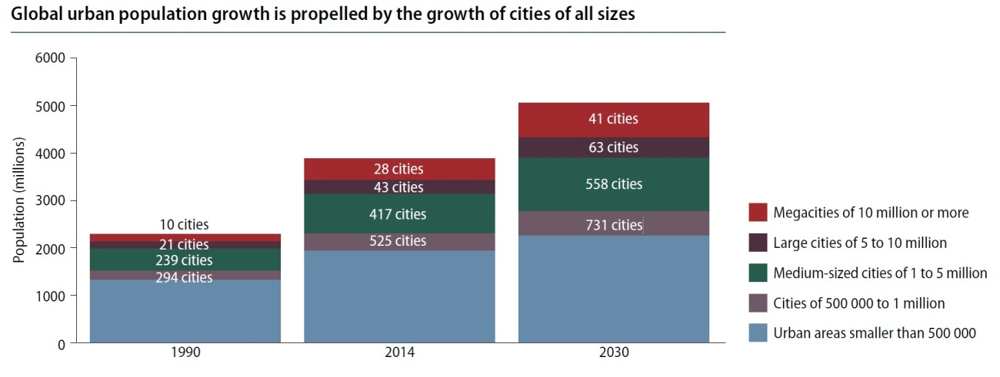 Global urban population growth is propelled by the growth of cities of all sizes
Population (millions)
6000
5000
4000
3000
2000
1000
0
10 cities
21 cities
239 cities
294 cities
1990
28 cities
43 cities
417 cities
525 cities
2014
41 cities
63 cities
558 cities
731 cities
2030
Megacities of 10 million or more
Large cities of 5 to 10 million
Medium-sized cities of 1 to 5 million
Cities of 500 000 to 1 million
Urban areas smaller than 500 000